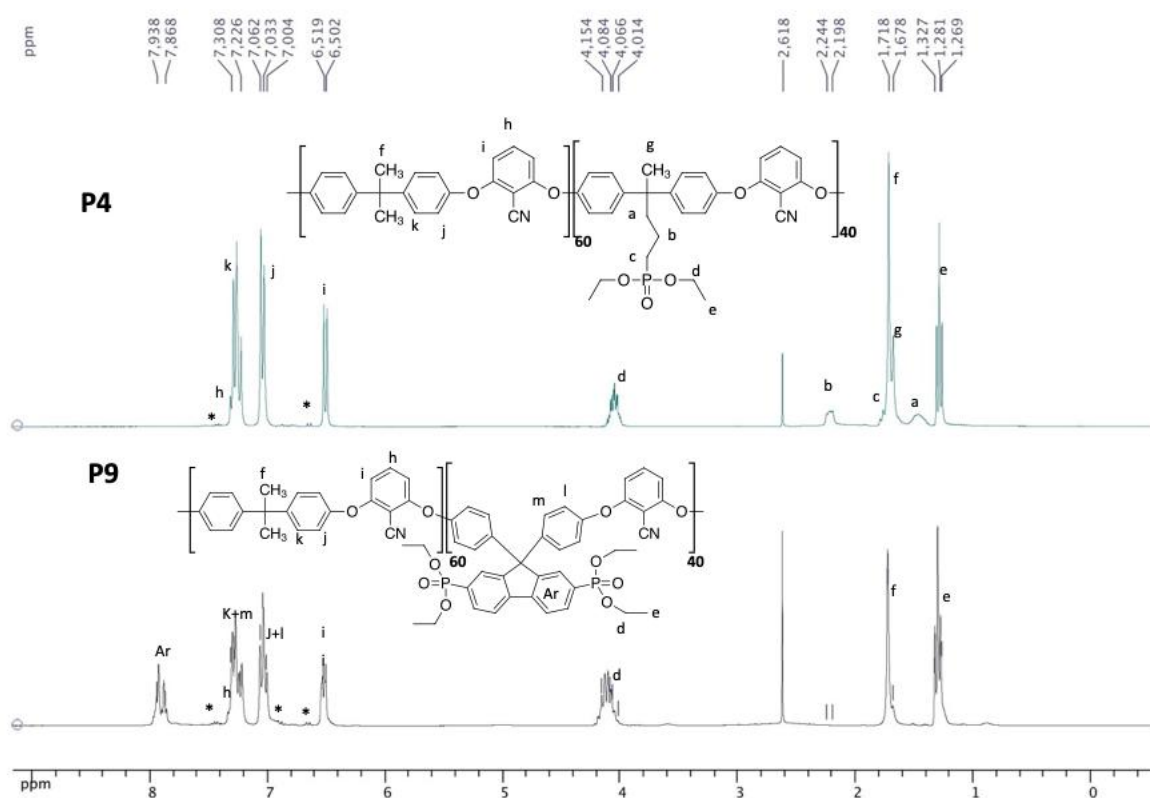 ppm
7,938
7,868
7,308
7,226
7,062
7,033
7,004
6,519
6,502
4,154
4,084
4,066
4,014
2,618
2,244
2,198
1,718
1,678
1,327
1,281
1,269
P4
f
CH₃
CH₃
k
j
O
i
h
CN
O
60
g
CH₃
a
b
c
O
P
O
O
d
e
O
CN
O
40
k
h
*
j
*
i
d
b
c
f
g
a
e
P9
f
CH₃
CH₃
k
j
O
i
h
CN
O
60
m
l
O
CN
O
40
O
O=P
O
Ar
O
P=O
O
e
d
Ar
K+m
h
*
J+l
*
*
i
i
d
f
e
ppm
8
7
6
5
4
3
2
1
0